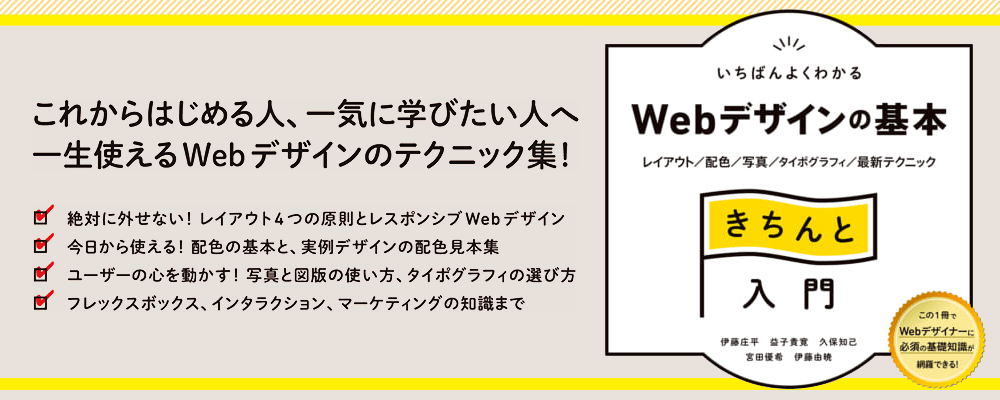 これからはじめる人、一気に学びたい人へ
一生使えるWebデザインのテクニック集!
絶対に外せない! レイアウト4つの原則とレスポンシブWebデザイン
今日から使える! 配色の基本と、実例デザインの配色見本集
ユーザーの心を動かす! 写真と図版の使い方、タイポグラフィの選び方
フレックスボックス、インタラクション、マーケティングの知識まで
いちばんよくわかる
Webデザインの基本
レイアウト/配色/写真/タイポグラフィ/最新テクニック
きちんと
入門
伊藤庄平 益子貴寛 久保知己
宮田優希 伊藤由暁
この1冊で
Webデザイナーに
必須の基礎知識が
網羅できる!